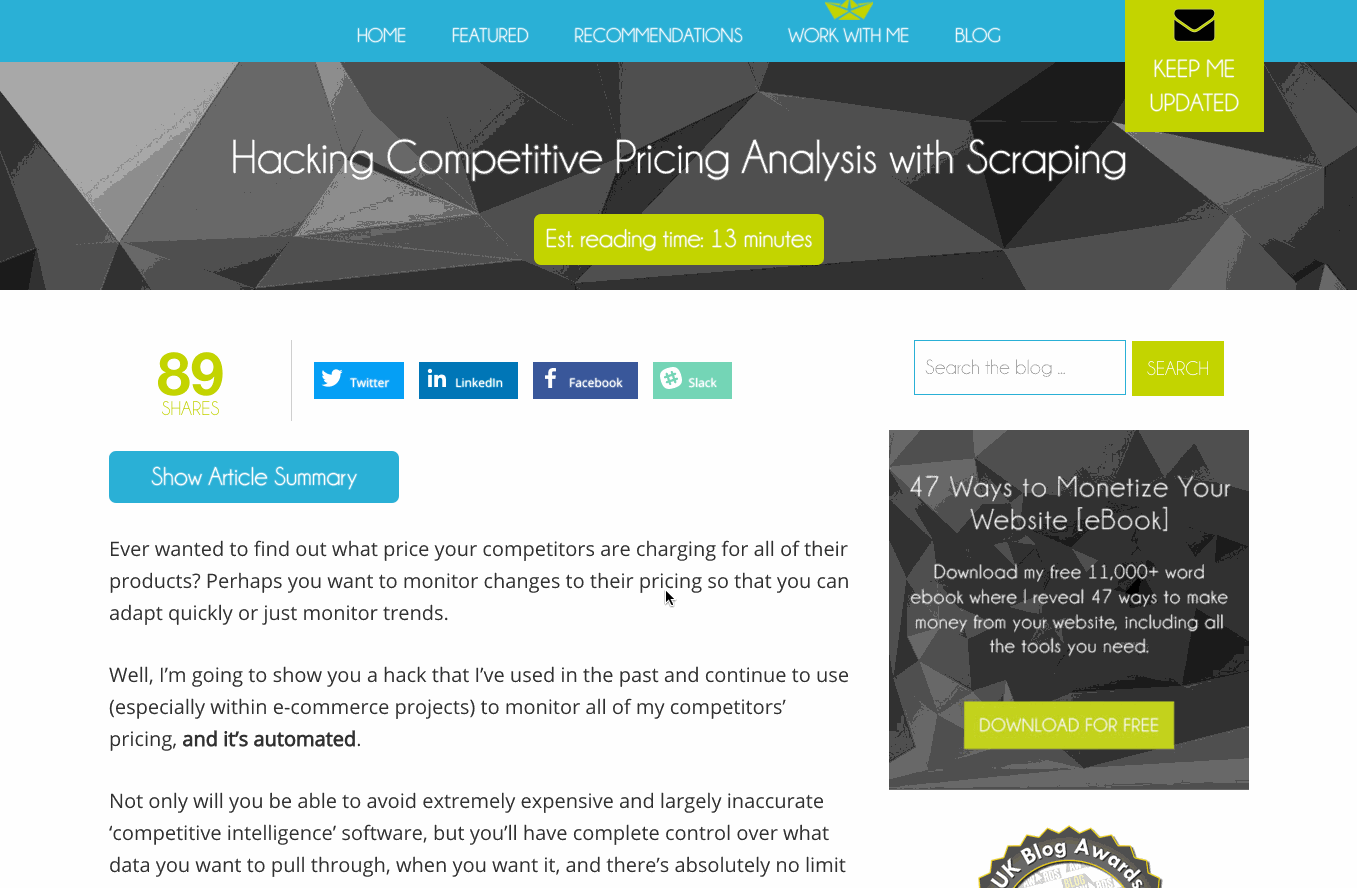 HOME FEATURED RECOMMENDATIONS WORK WITH ME BLOG
KEEP ME
UPDATED
Hacking Competitive Pricing Analysis with Scraping
Est. reading time: 13 minutes
89
SHARES
Twitter LinkedIn Facebook Slack
Search the blog ... SEARCH
Show Article Summary
Ever wanted to find out what price your competitors are charging for all of their
products? Perhaps you want to monitor changes to their pricing so that you can
adapt quickly or just monitor trends.
Well, I’m going to show you a hack that I’ve used in the past and continue to use
(especially within e-commerce projects) to monitor all of my competitors’
pricing, and it’s automated.
Not only will you be able to avoid extremely expensive and largely inaccurate
‘competitive intelligence’ software, but you’ll have complete control over what
data you want to pull through, when you want it, and there’s absolutely no limit
47 Ways to Monetize Your
Website [eBook]
Download my free 11,000+ word
ebook where I reveal 47 ways to make
money from your website, including all
the tools you need.
DOWNLOAD FOR FREE
UK Blog Awards